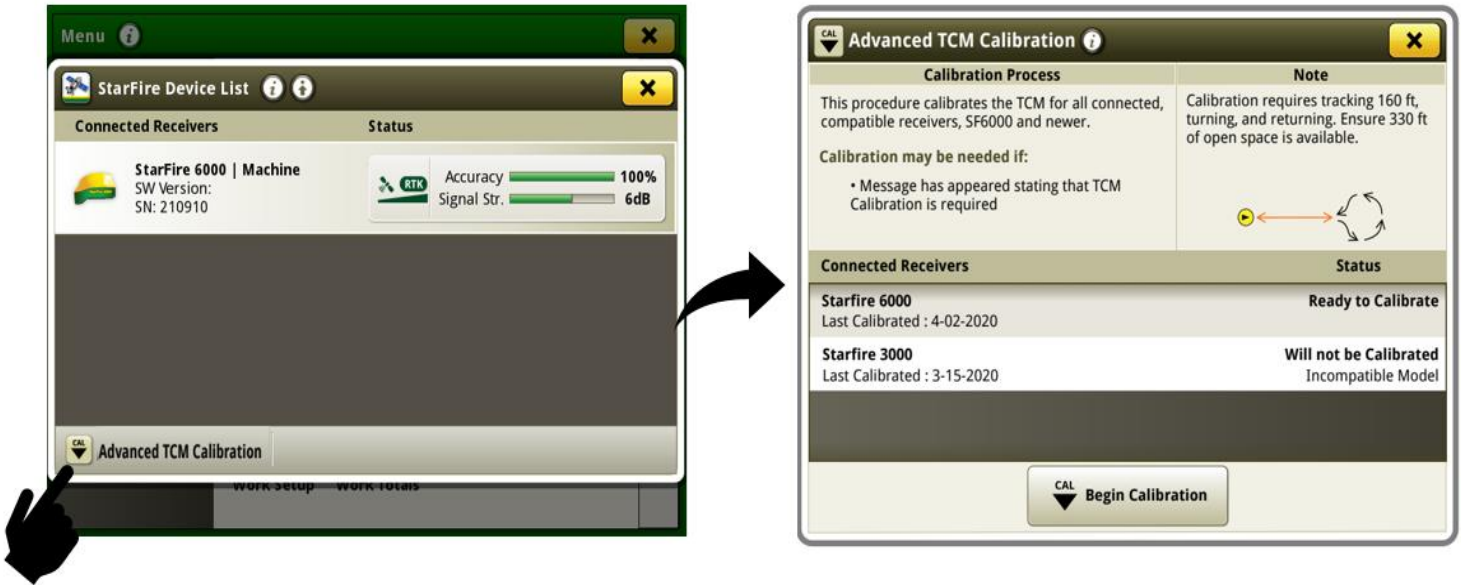 Menu
StarFire Device List
Connected Receivers Status
StarFire 6000 | Machine
SW Version:
SN: 210910
RTK
Accuracy 100%
Signal Str. 6dB
CAL
Advanced TCM Calibration
Work Setup Work Totals
CAL
Advanced TCM Calibration
Calibration Process
This procedure calibrates the TCM for all connected,
compatible receivers, SF6000 and newer.
Calibration may be needed if:
• Message has appeared stating that TCM
Calibration is required
Note
Calibration requires tracking 160 ft,
turning, and returning. Ensure 330 ft
of open space is available.
Connected Receivers Status
Starfire 6000 Ready to Calibrate
Last Calibrated : 4-02-2020
Starfire 3000 Will not be Calibrated
Last Calibrated : 3-15-2020 Incompatible Model
CAL
Begin Calibration